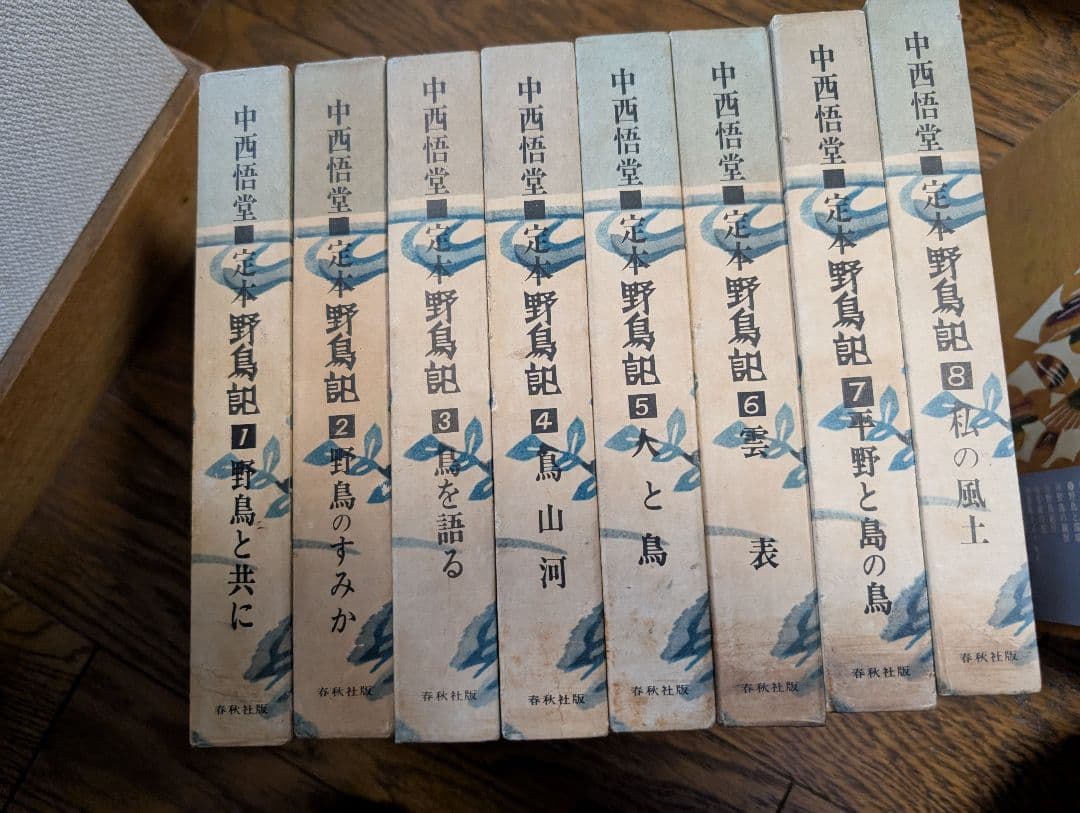 中西悟堂■定本野鳥記1野鳥と共に
春秋社版
中西悟堂■定本野鳥記2野鳥のすみか
春秋社版
中西悟堂■定本野鳥記3鳥を語る
春秋社版
中西悟堂■定本野鳥記4鳥山河
春秋社版
中西悟堂■定本野鳥記5人と鳥
春秋社版
中西悟堂■定本野鳥記6雲表
春秋社版
中西悟堂■定本野鳥記7平野と島の鳥
春秋社版
中西悟堂■定本野鳥記8私の風土
春秋社版